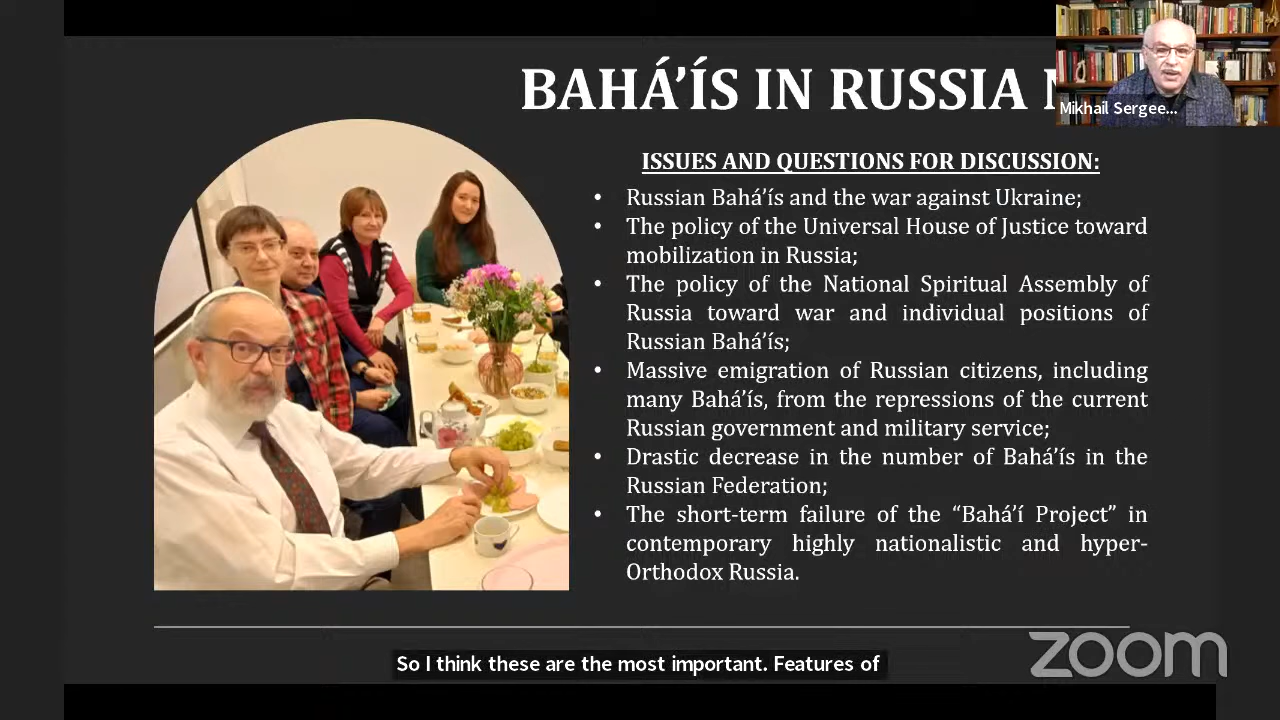 BAHÁ’ÍS IN RUSSIA
Mikhail Sergee...
ISSUES AND QUESTIONS FOR DISCUSSION:
• Russian Bahá’ís and the war against Ukraine;
• The policy of the Universal House of Justice toward
mobilization in Russia;
• The policy of the National Spiritual Assembly of
Russia toward war and individual positions of
Russian Bahá’ís;
• Massive emigration of Russian citizens, including
many Bahá’ís, from the repressions of the current
Russian government and military service;
• Drastic decrease in the number of Bahá’ís in the
Russian Federation;
• The short-term failure of the “Bahá’í Project” in
contemporary highly nationalistic and hyper-
Orthodox Russia.
So I think these are the most important. Features of
zoom